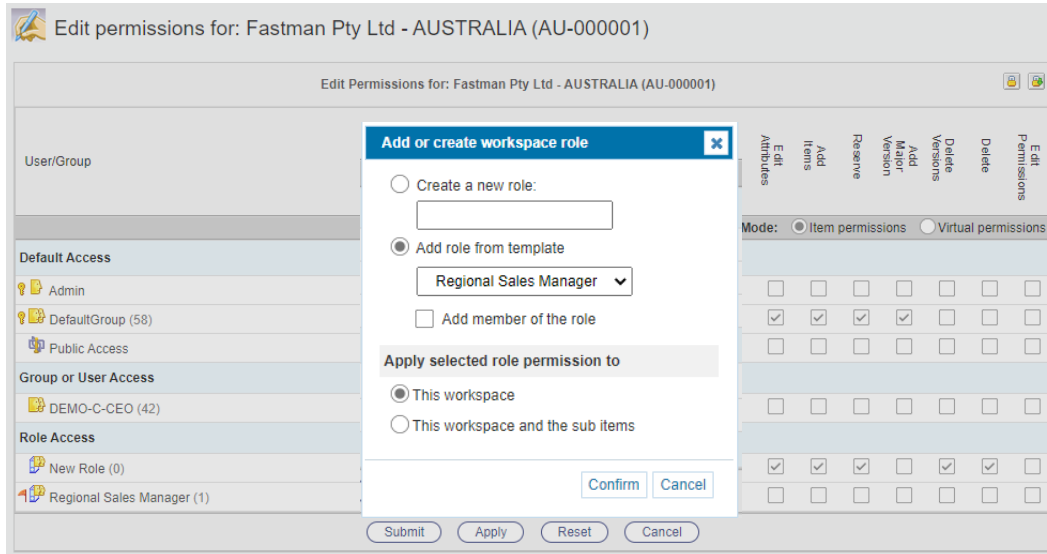 Edit permissions for: Fastman Pty Ltd - AUSTRALIA (AU-000001)
Edit Permissions for: Fastman Pty Ltd - AUSTRALIA (AU-000001)
User/Group
Edit Attributes
Add Items
Reserve
Add Major Version
Delete Versions
Delete
Edit Permissions
Mode: Item permissions Virtual permissions
Default Access
Admin
DefaultGroup (58)
Public Access
Group or User Access
DEMO-C-CEO (42)
Role Access
New Role (0)
Regional Sales Manager (1)
Add or create workspace role
Create a new role:
Add role from template
Regional Sales Manager
Add member of the role
Apply selected role permission to
This workspace
This workspace and the sub items
Confirm Cancel
Submit Apply Reset Cancel